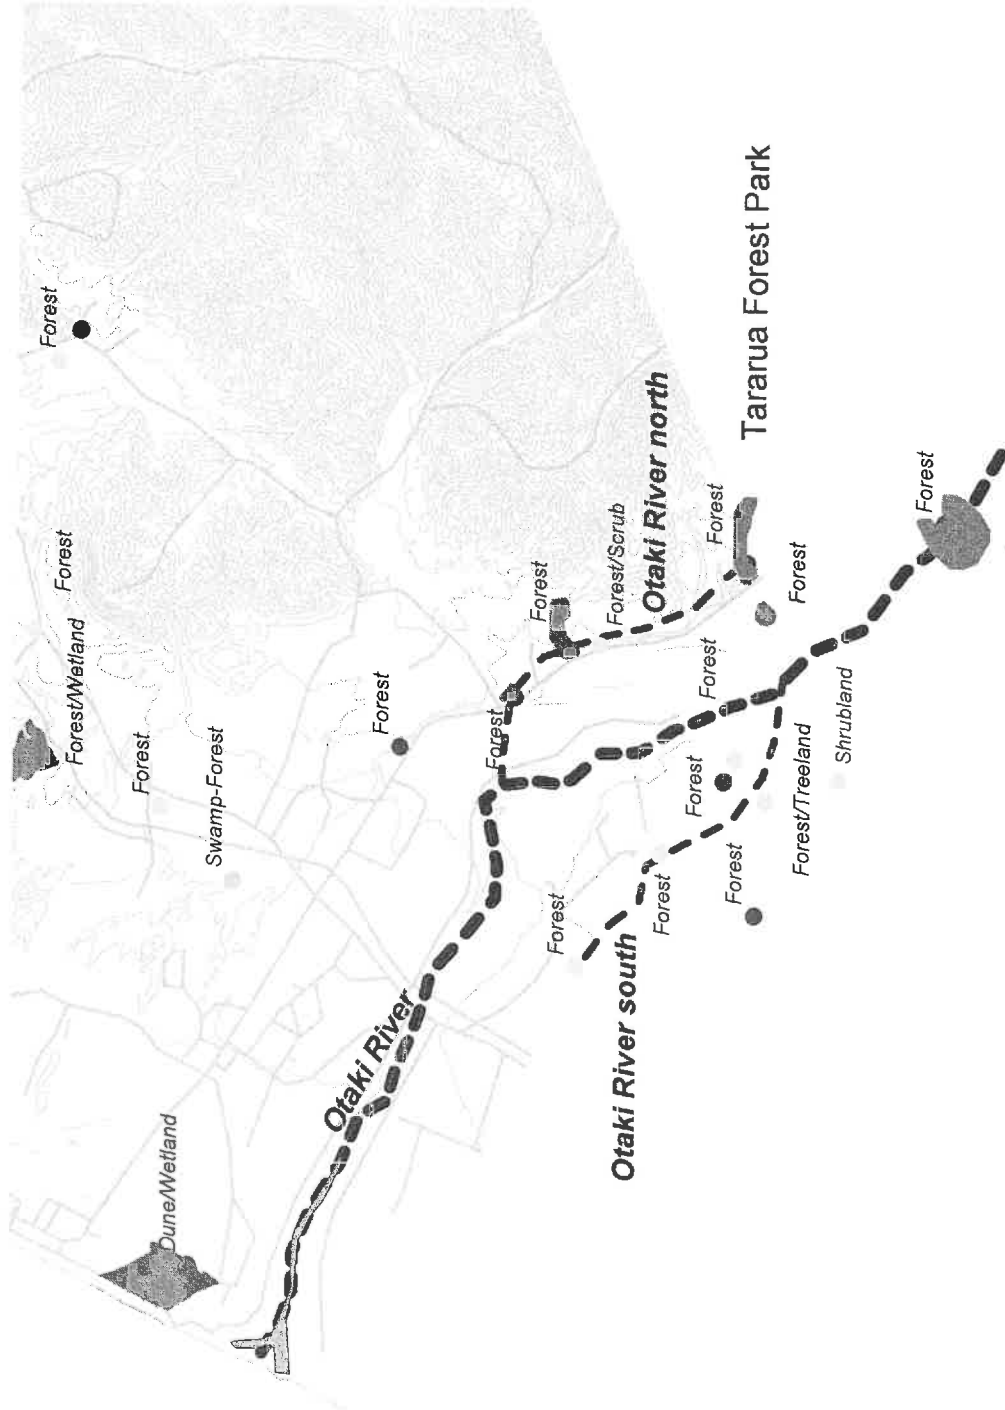 Forest
Forest
Forest/Wetland
Forest
Dune/Wetland
Swamp-Forest
Otaki River
Forest
Forest
Forest
Forest
Forest/Scrub
Otaki River south
Otaki River north
Forest
Forest
Forest
Forest
Forest
Tararua Forest Park
Forest
Forest/Treeland
Shrubland
Forest